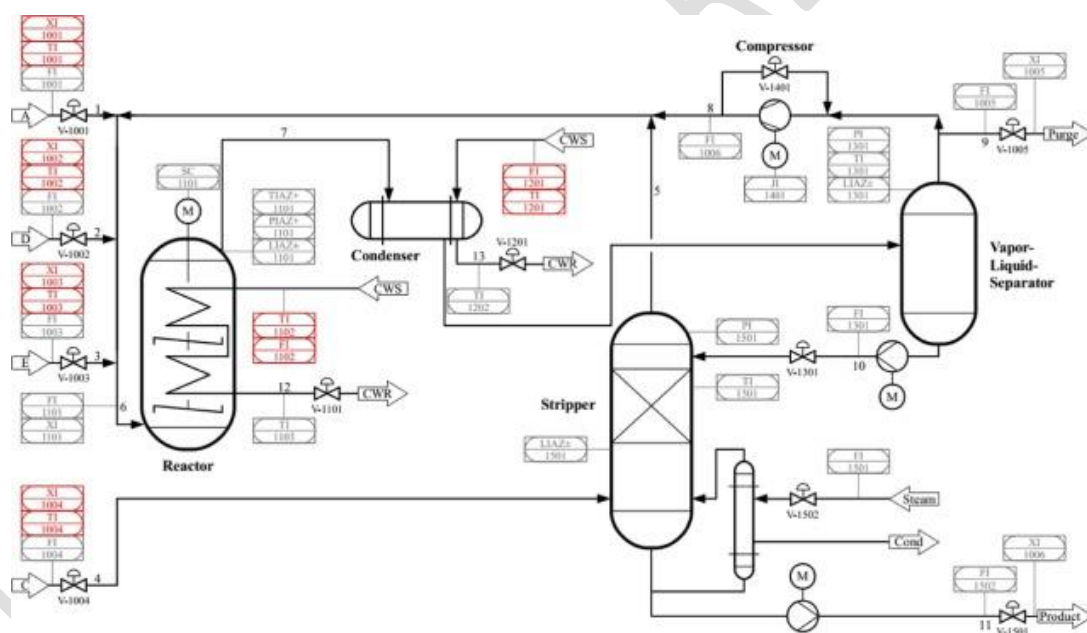 XI
1001
TI
1001
FI
1001
A
V-1001
1
XI
1002
TI
1002
FI
1002
D
V-1002
2
XI
1003
TI
1003
FI
1003
E
V-1003
3
FI
1101
XI
1101
6
XI
1004
TI
1004
FI
1004
C
V-1004
4
7
SC
1101
M
TIAZ+
1101
PIAZ+
1101
LIAZ±
1101
Reactor
CWS
TI
1102
FI
1102
12
V-1101
CWR
TI
1103
CWS
FI
1201
TI
1201
Condenser
13
V-1201
CWR
TI
1202
Compressor
V-1401
8
FI
1006
M
JI
1401
5
PI
1301
TI
1301
LIAZ±
1301
FI
1005
XI
1005
9
V-1005
Purge
Vapor-
Liquid-
Separator
FI
1301
V-1301
10
M
PI
1501
TI
1501
Stripper
LIAZ±
1501
FI
1501
V-1502
Steam
Cond
M
FI
1502
XI
1006
11
V-1501
Product